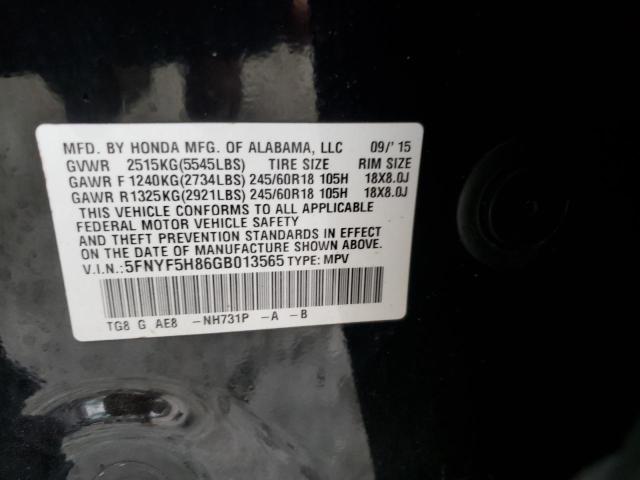 MFD. BY HONDA MFG. OF ALABAMA, LLC 09/' 15
GVWR 2515KG(5545LBS) TIRE SIZE RIM SIZE
GAWR F 1240KG(2734LBS) 245/60R18 105H 18X8.0J
GAWR R1325KG(2921LBS) 245/60R18 105H 18X8.0J
THIS VEHICLE CONFORMS TO ALL APPLICABLE
FEDERAL MOTOR VEHICLE SAFETY
AND THEFT PREVENTION STANDARDS IN EFFECT
ON THE DATE OF MANUFACTURE SHOWN ABOVE.
V.I.N.:5FNYF5H86GB013565 TYPE: MPV
TG8 G AE8 -NH731P -A -B